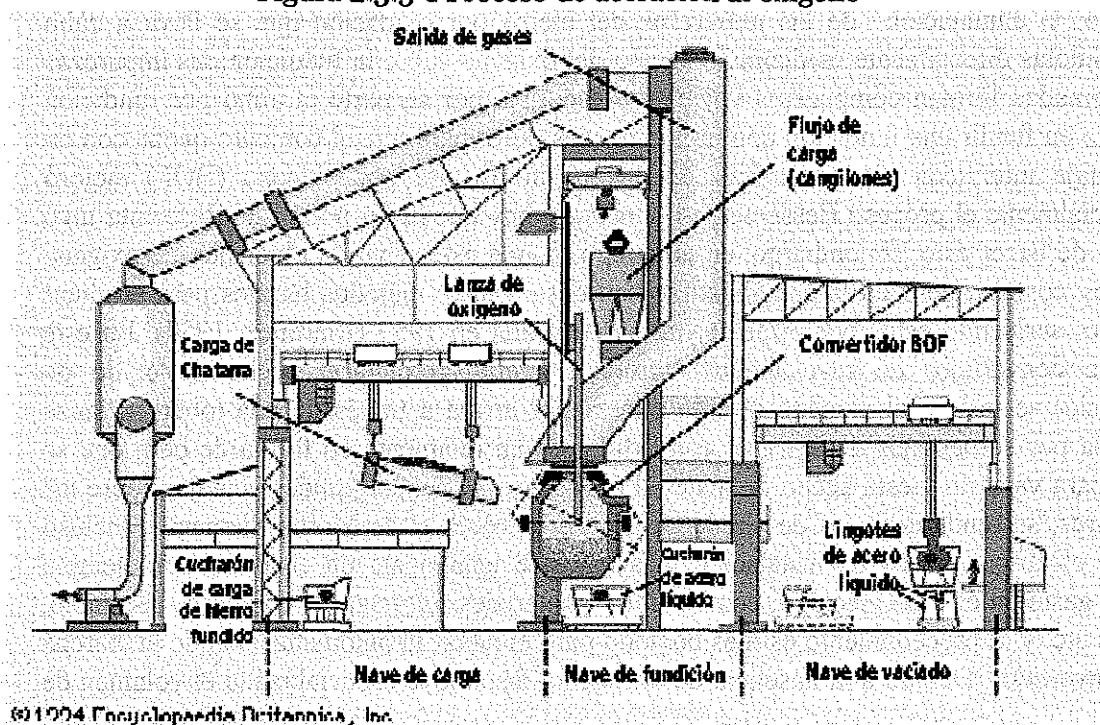 Salida de gases
Flujo de
carga
(cangilones)
Lanza de
oxígeno
Carga de
Chatarra
Convertidor BOF
Cucharón
de carga
de hierro
fundido
Cucharón
de acero
líquido
Lingotes
de acero
líquido
Nave de carga
Nave de fundición
Nave de vaciado
©1994 Encyclopaedia Britannica, Inc.